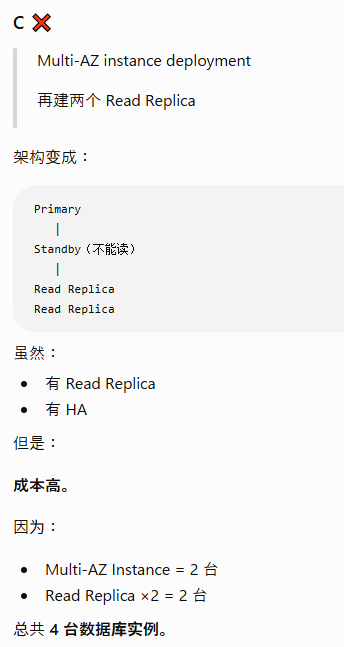 C ❌
Multi-AZ instance deployment
再建两个 Read Replica
架构变成：
Primary
|
Standby（不能读）
|
Read Replica
Read Replica
虽然：
• 有 Read Replica
• 有 HA
但是：
成本高。
因为：
• Multi-AZ Instance = 2 台
• Read Replica ×2 = 2 台
总共 4 台数据库实例。